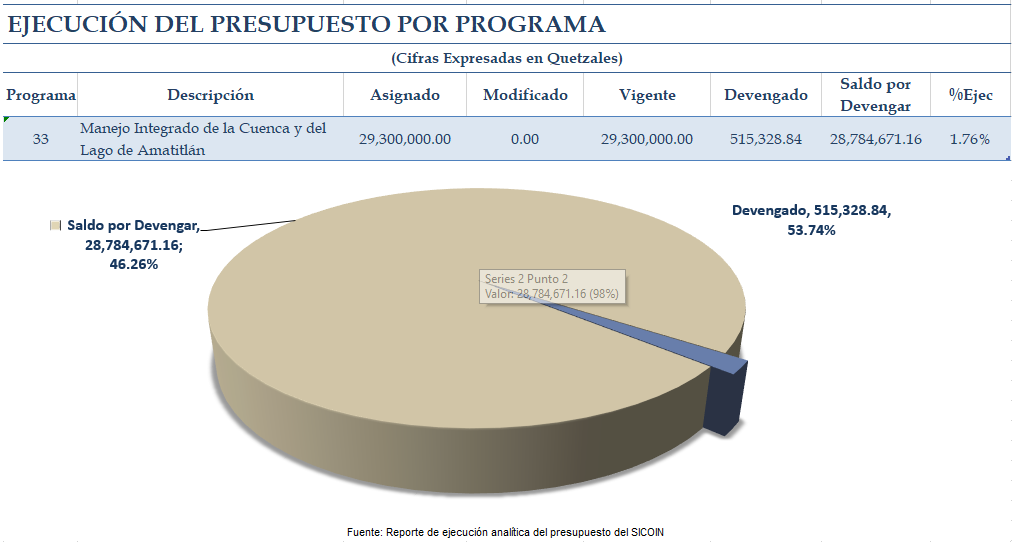 EJECUCIÓN DEL PRESUPUESTO POR PROGRAMA
(Cifras Expresadas en Quetzales)
Programa Descripción Asignado Modificado Vigente Devengado Saldo por Devengar %Ejec
33 Manejo Integrado de la Cuenca y del Lago de Amatitlán 29,300,000.00 0.00 29,300,000.00 515,328.84 28,784,671.16 1.76%
Saldo por Devengar,
28,784,671.16;
46.26%
Devengado, 515,328.84,
53.74%
Series 2 Punto 2
Valor: 28,784,671.16 (98%)
Fuente: Reporte de ejecución analítica del presupuesto del SICOIN